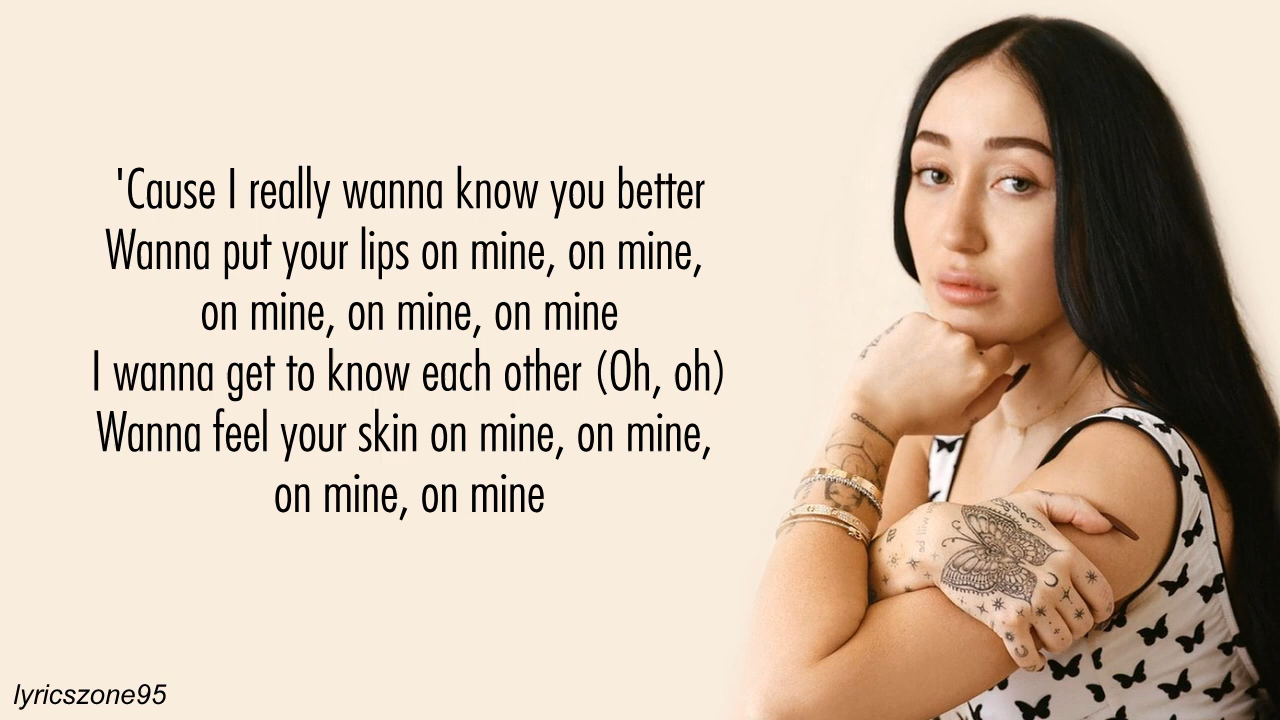 'Cause I really wanna know you better
Wanna put your lips on mine, on mine,
on mine, on mine, on mine
I wanna get to know each other (Oh, oh)
Wanna feel your skin on mine, on mine,
on mine, on mine
lyricszone95